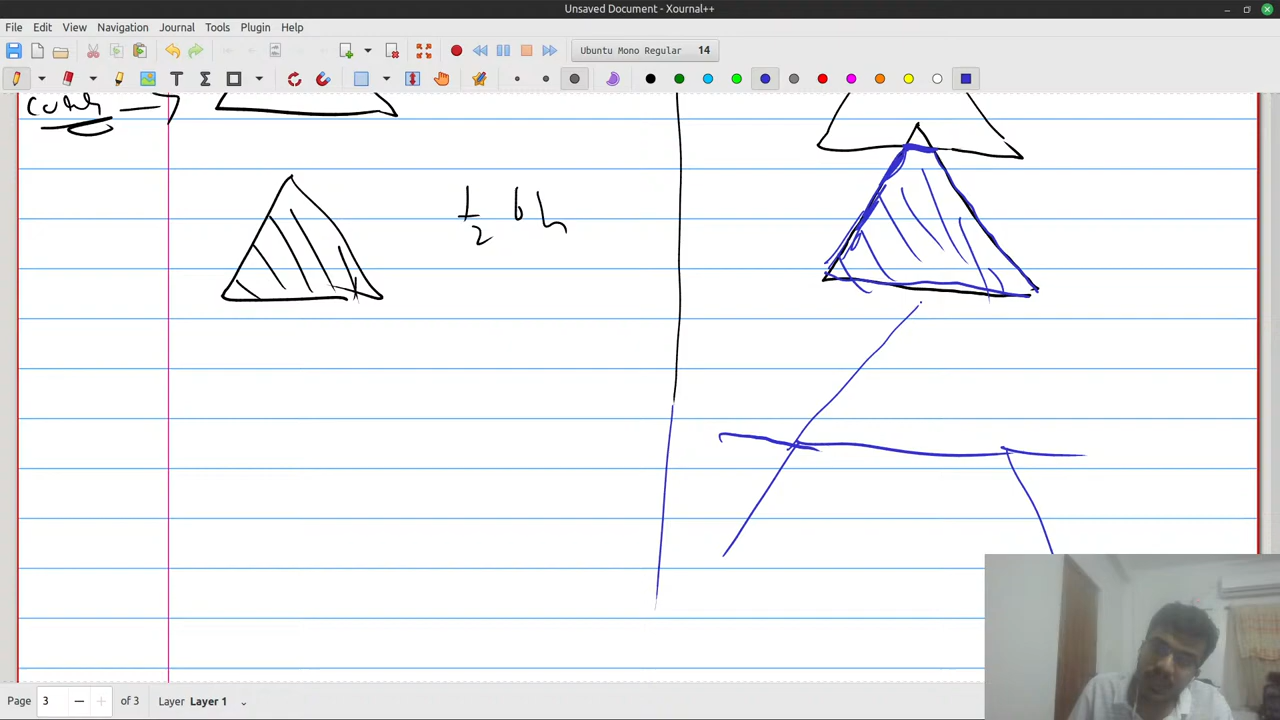 Unsaved Document - Xournal++
File Edit View Navigation Journal Tools Plugin Help
Ubuntu Mono Regular 14
1/2 bh
Page 3 of 3 Layer Layer 1